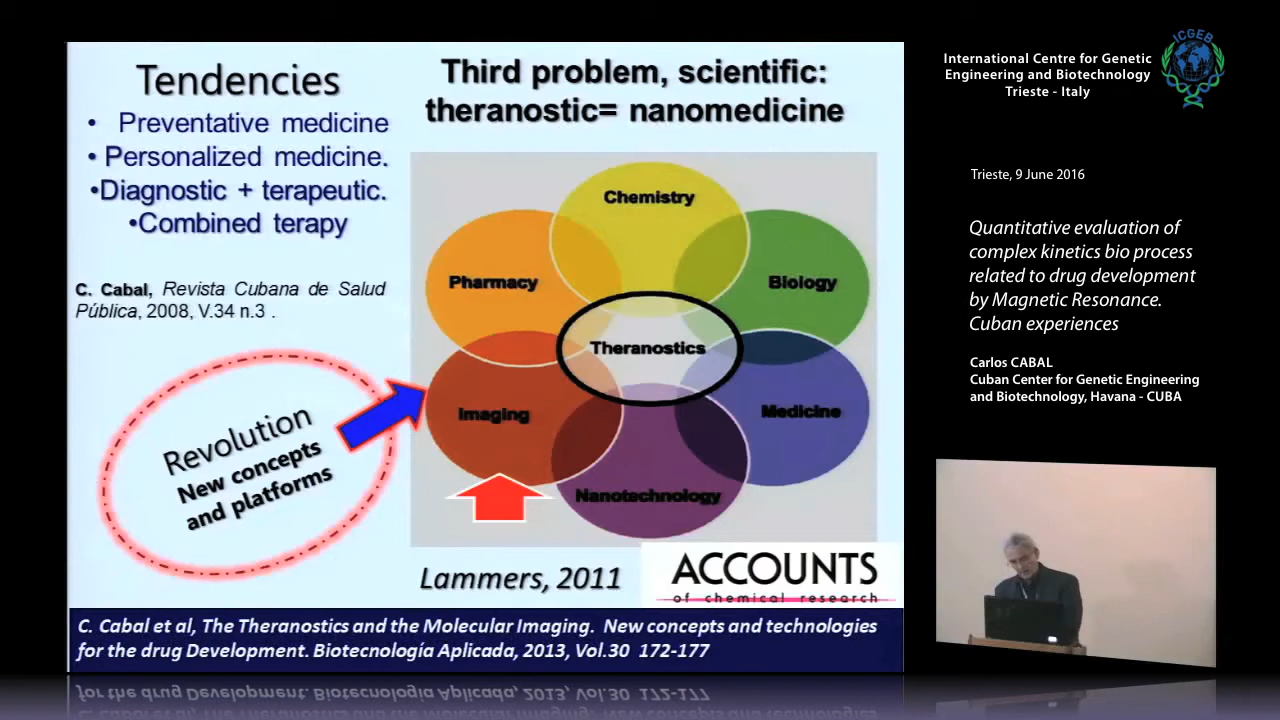 Tendencies
• Preventative medicine
• Personalized medicine.
•Diagnostic + terapeutic.
•Combined terapy
C. Cabal, Revista Cubana de Salud
Pública, 2008, V.34 n.3 .
Revolution
New concepts
and platforms
Third problem, scientific:
theranostic= nanomedicine
Chemistry
Pharmacy
Biology
Theranostics
Imaging
Medicine
Nanotechnology
Lammers, 2011
ACCOUNTS
of chemical research
C. Cabal et al, The Theranostics and the Molecular Imaging. New concepts and technologies
for the drug Development. Biotecnología Aplicada, 2013, Vol.30 172-177
International Centre for Genetic
Engineering and Biotechnology
Trieste - Italy
ICGEB
Trieste, 9 June 2016
Quantitative evaluation of
complex kinetics bio process
related to drug development
by Magnetic Resonance.
Cuban experiences
Carlos CABAL
Cuban Center for Genetic Engineering
and Biotechnology, Havana - CUBA